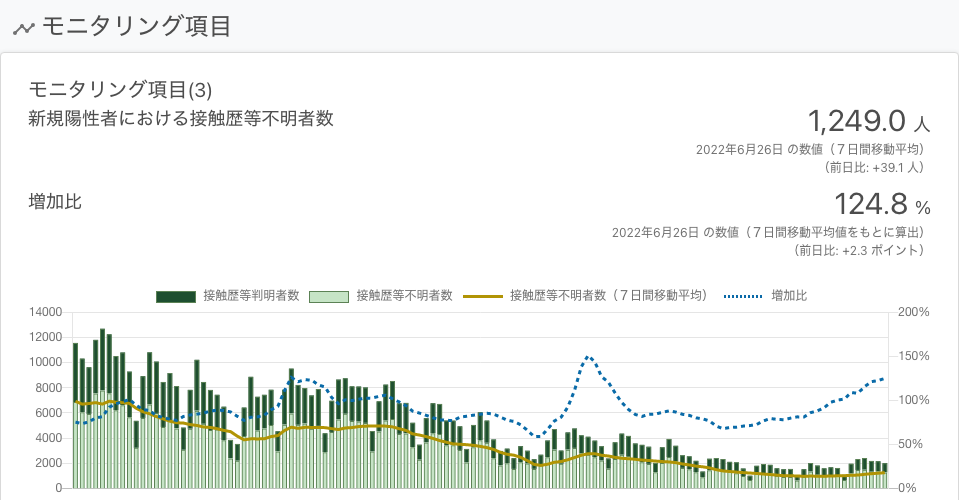 モニタリング項目
モニタリング項目(3)
新規陽性者における接触歴等不明者数
1,249.0 人
2022年6月26日 の数値（７日間移動平均）
（前日比: +39.1 人）
増加比
124.8 %
2022年6月26日 の数値（７日間移動平均値をもとに算出）
（前日比: +2.3 ポイント）
接触歴等判明者数 接触歴等不明者数 接触歴等不明者数（７日間移動平均） 増加比
14000 200%
12000
10000 150%
8000
6000 100%
4000
2000 50%
0 0%